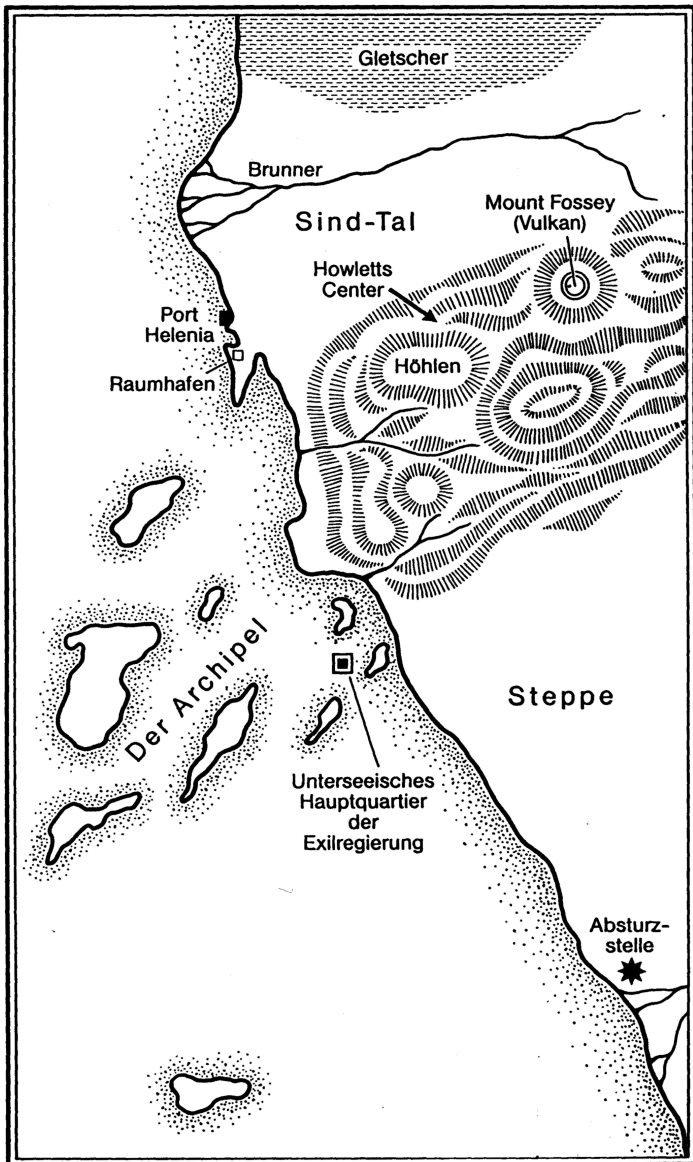 Gletscher
Brunner
Sind-Tal
Mount Fossey
(Vulkan)
Howletts
Center
Port
Helenia
Höhlen
Raumhafen
Der Archipel
Steppe
Unterseeisches
Hauptquartier
der
Exilregierung
Absturz-
stelle